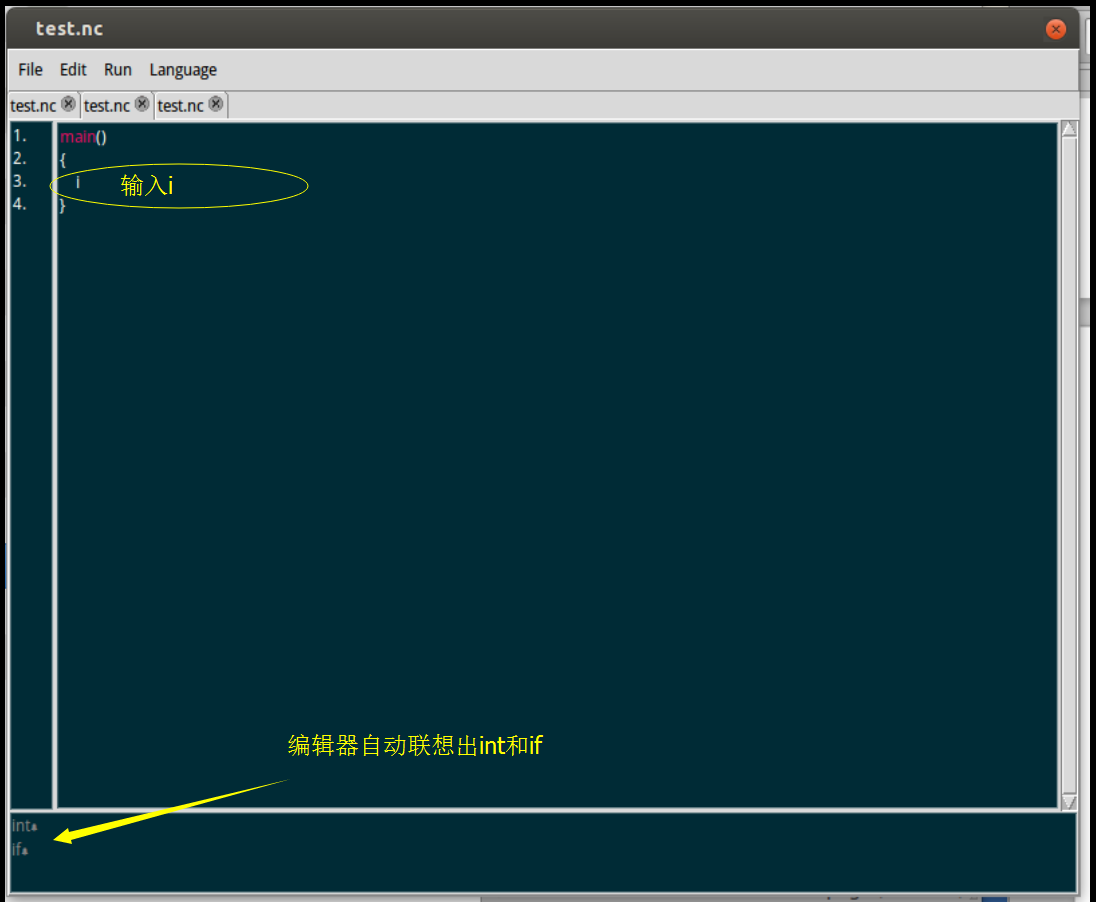 test.nc
File Edit Run Language
test.nc test.nc test.nc
1. main()
2. {
3. i 输入i
4. }
编辑器自动联想出int和if
int
if